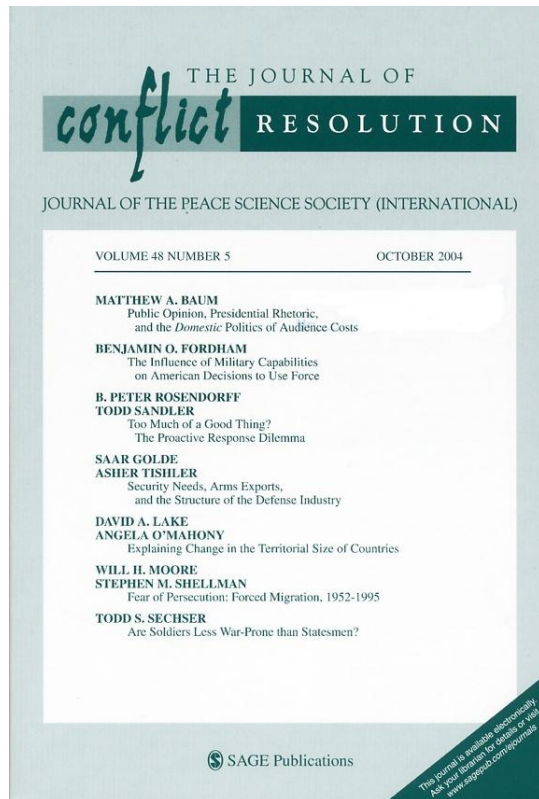 THE JOURNAL OF
conflict RESOLUTION
JOURNAL OF THE PEACE SCIENCE SOCIETY (INTERNATIONAL)
VOLUME 48 NUMBER 5 OCTOBER 2004
MATTHEW A. BAUM
Public Opinion, Presidential Rhetoric,
and the Domestic Politics of Audience Costs
BENJAMIN O. FORDHAM
The Influence of Military Capabilities
on American Decisions to Use Force
B. PETER ROSENDORFF
TODD SANDLER
Too Much of a Good Thing?
The Proactive Response Dilemma
SAAR GOLDE
ASHER TISHLER
Security Needs, Arms Exports,
and the Structure of the Defense Industry
DAVID A. LAKE
ANGELA O'MAHONY
Explaining Change in the Territorial Size of Countries
WILL H. MOORE
STEPHEN M. SHELLMAN
Fear of Persecution: Forced Migration, 1952-1995
TODD S. SECHSER
Are Soldiers Less War-Prone than Statesmen?
SAGE Publications
This journal is available electronically.
Ask your librarian for details or visit
www.sagepub.com/ejournals